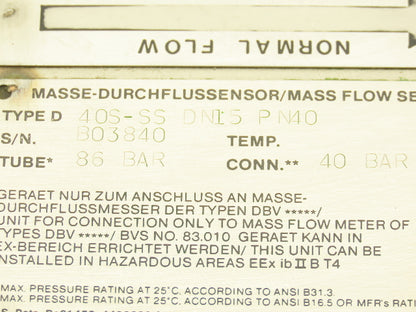 NORMAL FLOW
MASSE-DURCHFLUSSENSOR/MASS FLOW SE
TYPE D 40S-SS DN15 PN40
S/N. B03840 TEMP.
TUBE* 86 BAR CONN.** 40 BAR
GERAET NUR ZUM ANSCHLUSS AN MASSE-
DURCHFLUSSMESSER DER TYPEN DBV *****/
UNIT FOR CONNECTION ONLY TO MASS FLOW METER OF
TYPES DBV *****/ BVS NO. 83.010 GERAET KANN IN
EX-BEREICH ERRICHTET WERDEN/ THIS UNIT CAN BE
INSTALLED IN HAZARDOUS AREAS EEx ib II B T4
MAX. PRESSURE RATING AT 25°C. ACCORDING TO ANSI B31.3
MAX. PRESSURE RATING AT 25°C. ACCORDING TO ANSI B16.5 OR MFR's RAT